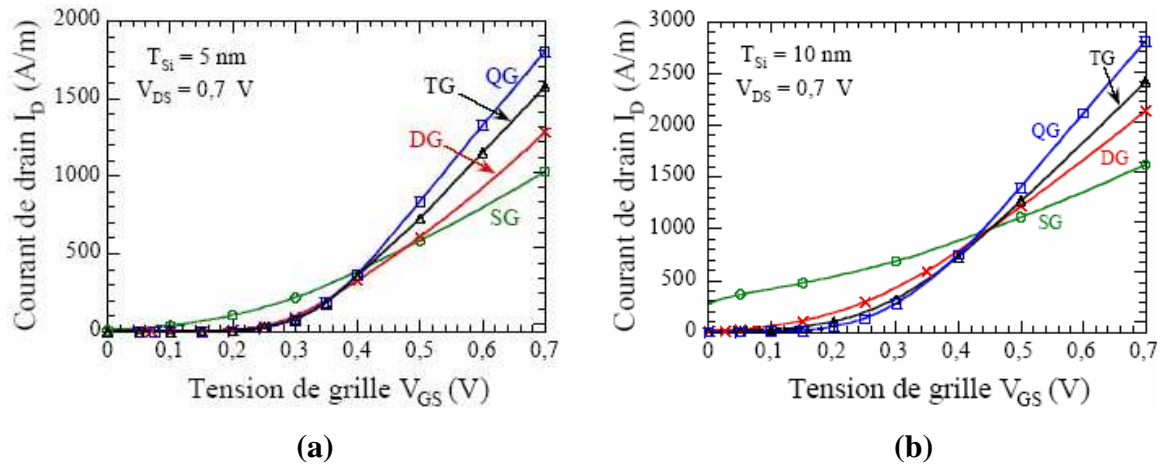 2000
1500
1000
500
0
Courant de drain I_D (A/m)
T_Si = 5 nm
V_DS = 0,7 V
QG
TG
DG
SG
0 0,1 0,2 0,3 0,4 0,5 0,6 0,7
Tension de grille V_GS (V)
(a)
3000
2500
2000
1500
1000
500
0
Courant de drain I_D (A/m)
T_Si = 10 nm
V_DS = 0,7 V
TG
QG
DG
SG
0 0,1 0,2 0,3 0,4 0,5 0,6 0,7
Tension de grille V_GS (V)
(b)